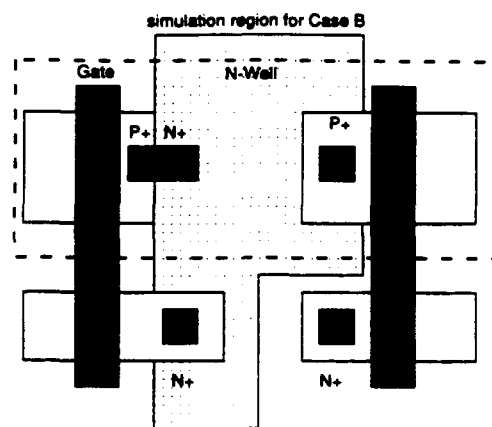 simulation region for Case B
Gate
N-Well
P+ N+
P+
N+
N+